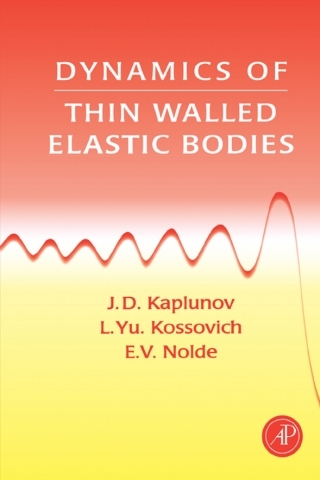 DYNAMICS OF
THIN WALLED
ELASTIC BODIES
J.D. Kaplunov
L.Yu. Kossovich
E.V. Nolde
AP